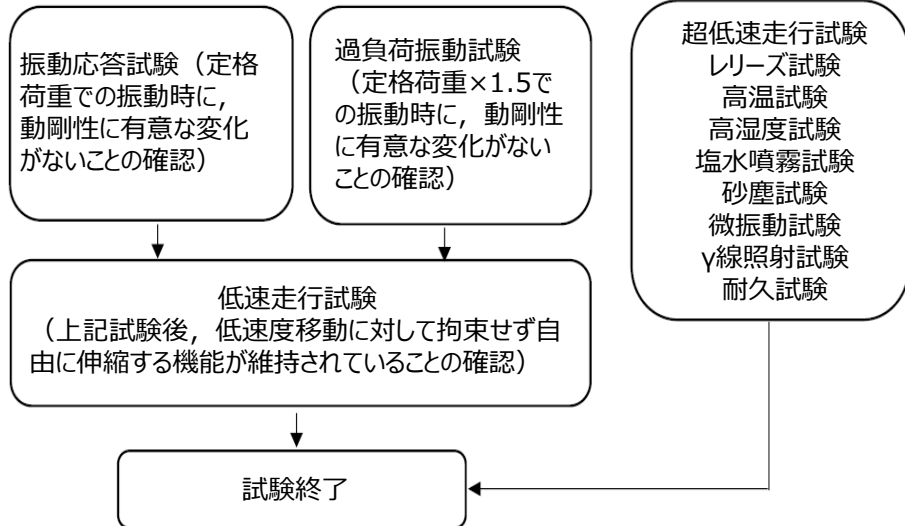 振動応答試験（定格
荷重での振動時に，
動剛性に有意な変化
がないことの確認）
過負荷振動試験
（定格荷重×1.5で
の振動時に，動剛性
に有意な変化がない
ことの確認）
超低速走行試験
レリーズ試験
高温試験
高湿度試験
塩水噴霧試験
砂塵試験
微振動試験
γ線照射試験
耐久試験
低速走行試験
（上記試験後，低速度移動に対して拘束せず自
由に伸縮する機能が維持されていることの確認）
試験終了